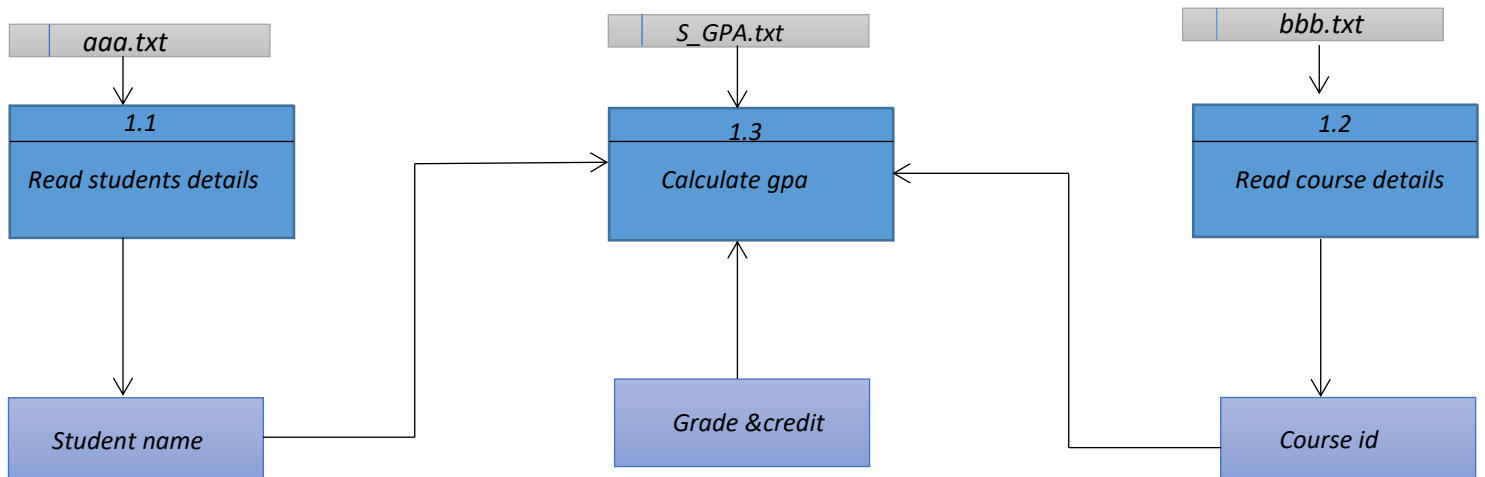 aaa.txt
S_GPA.txt
bbb.txt
1.1
Read students details
1.3
Calculate gpa
1.2
Read course details
Student name
Grade &credit
Course id